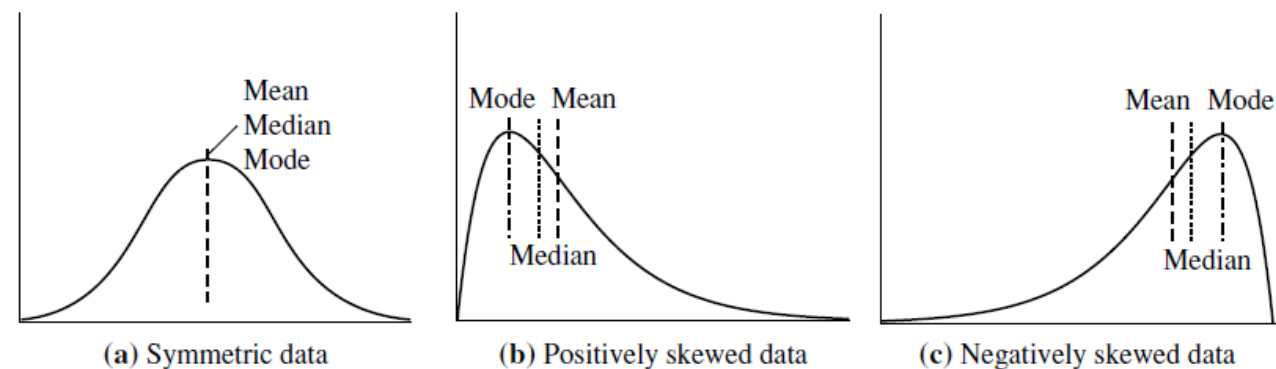 Mean
Median
Mode
(a) Symmetric data
Mode Mean
Median
(b) Positively skewed data
Mean Mode
Median
(c) Negatively skewed data